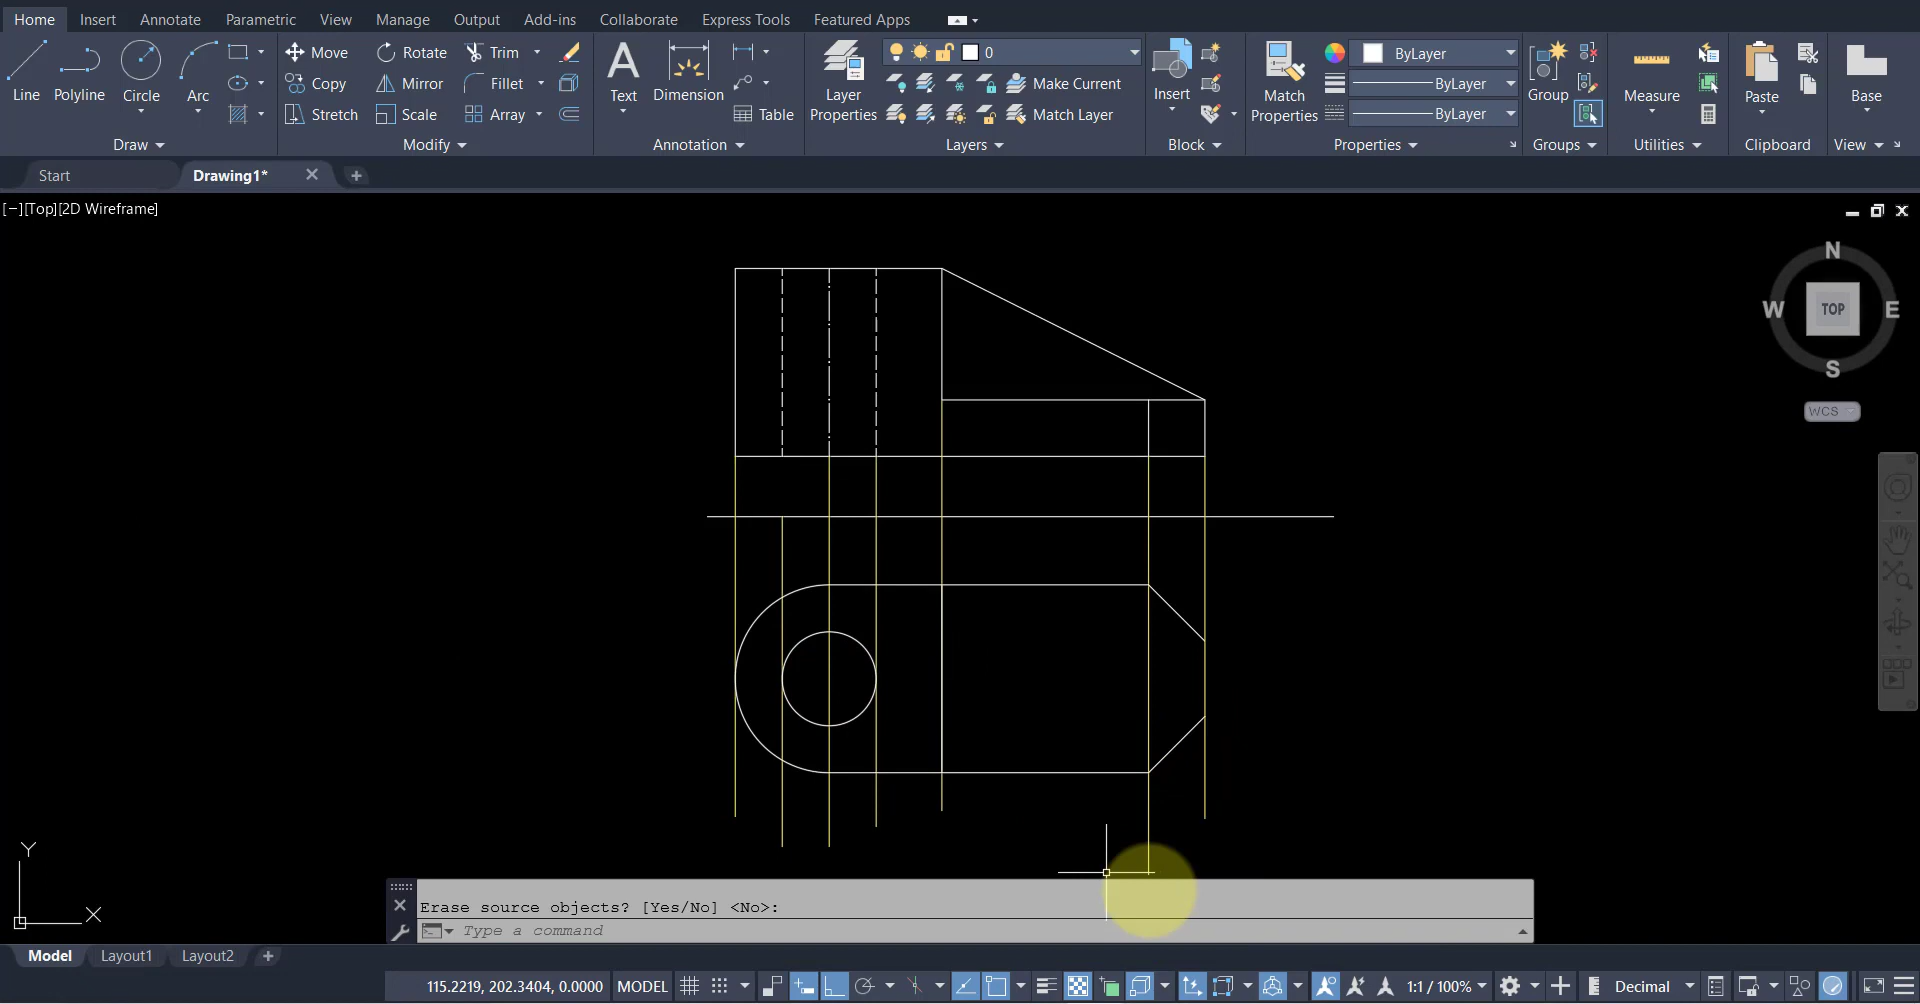 Home Insert Annotate Parametric View Manage Output Add-ins Collaborate Express Tools Featured Apps
Line Polyline Circle Arc
Move Rotate Trim
Copy Mirror Fillet
Stretch Scale Array
Text Dimension Table
Layer Properties
0
Make Current
Match Layer
Insert
Match Properties
ByLayer
ByLayer
ByLayer
Group Measure Paste Base
Draw Modify Annotation Layers Block Properties Groups Utilities Clipboard View
Start Drawing1*
[−][Top][2D Wireframe]
N
W TOP E
S
WCS
Y
X
Erase source objects? [Yes/No] <No>:
Type a command
Model Layout1 Layout2
115.2219, 202.3404, 0.0000 MODEL 1:1 / 100% Decimal